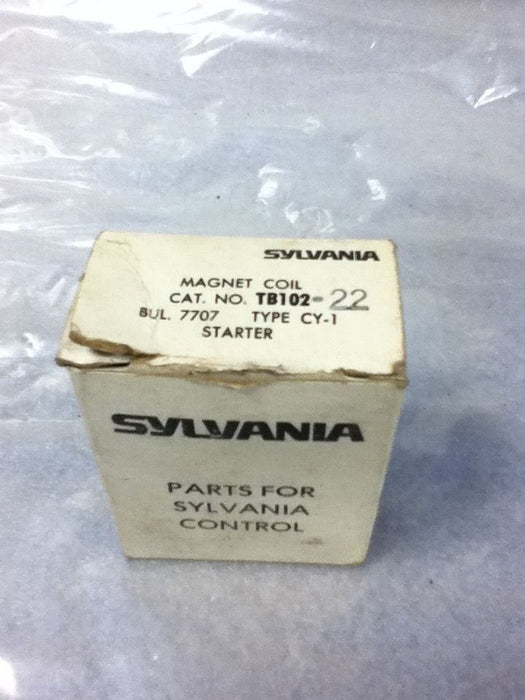 SYLVANIA
MAGNET COIL
CAT. NO. TB102-22
BUL. 7707 TYPE CY-1
STARTER
SYLVANIA
PARTS FOR
SYLVANIA
CONTROL